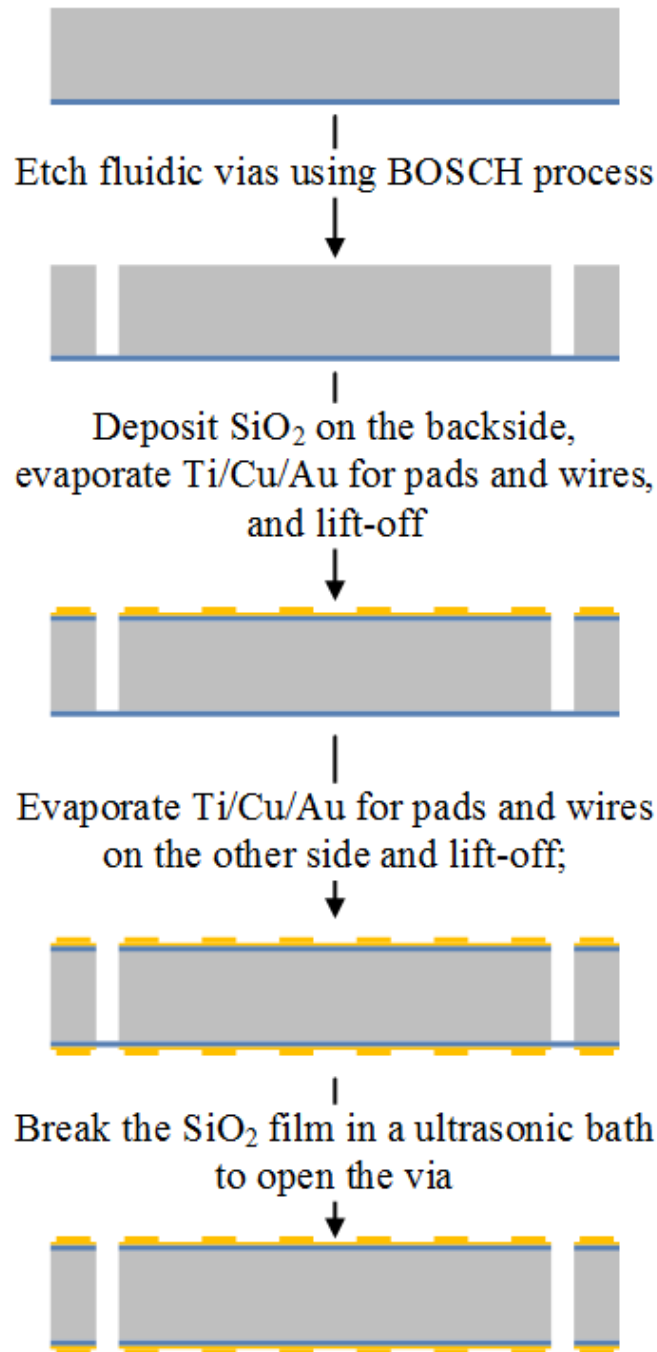 Etch fluidic vias using BOSCH process
Deposit SiO₂ on the backside,
evaporate Ti/Cu/Au for pads and wires,
and lift-off
Evaporate Ti/Cu/Au for pads and wires
on the other side and lift-off;
Break the SiO₂ film in a ultrasonic bath
to open the via